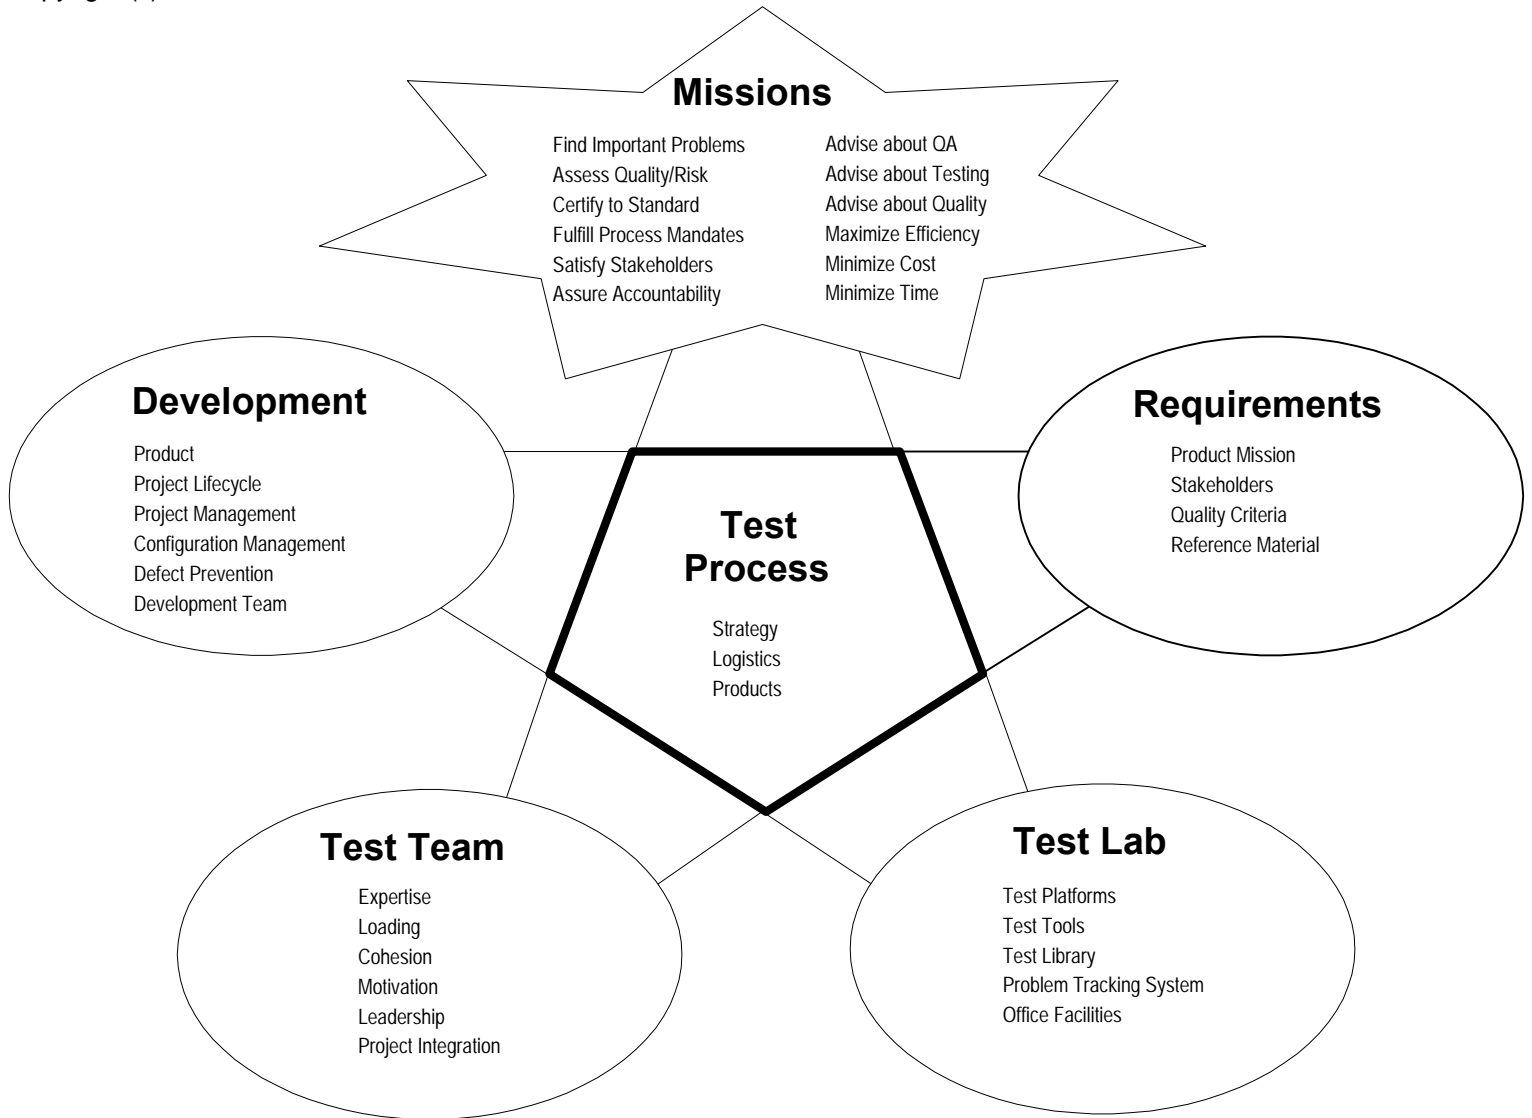 Missions
Find Important Problems
Assess Quality/Risk
Certify to Standard
Fulfill Process Mandates
Satisfy Stakeholders
Assure Accountability
Advise about QA
Advise about Testing
Advise about Quality
Maximize Efficiency
Minimize Cost
Minimize Time
Development
Product
Project Lifecycle
Project Management
Configuration Management
Defect Prevention
Development Team
Requirements
Product Mission
Stakeholders
Quality Criteria
Reference Material
Test
Process
Strategy
Logistics
Products
Test Team
Expertise
Loading
Cohesion
Motivation
Leadership
Project Integration
Test Lab
Test Platforms
Test Tools
Test Library
Problem Tracking System
Office Facilities